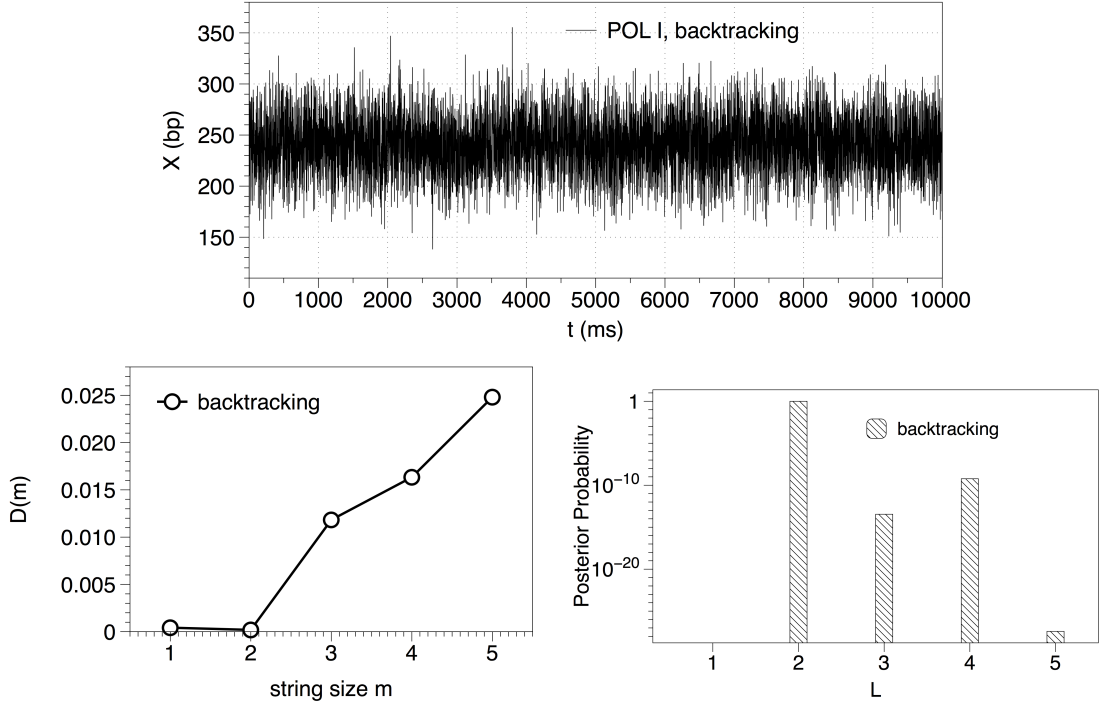 POL I, backtracking
X (bp)
350
300
250
200
150
0 1000 2000 3000 4000 5000 6000 7000 8000 9000 10000
t (ms)
backtracking
D(m)
0.025
0.020
0.015
0.010
0.005
0
1 2 3 4 5
string size m
backtracking
Posterior Probability
1
10⁻¹⁰
10⁻²⁰
1 2 3 4 5
L